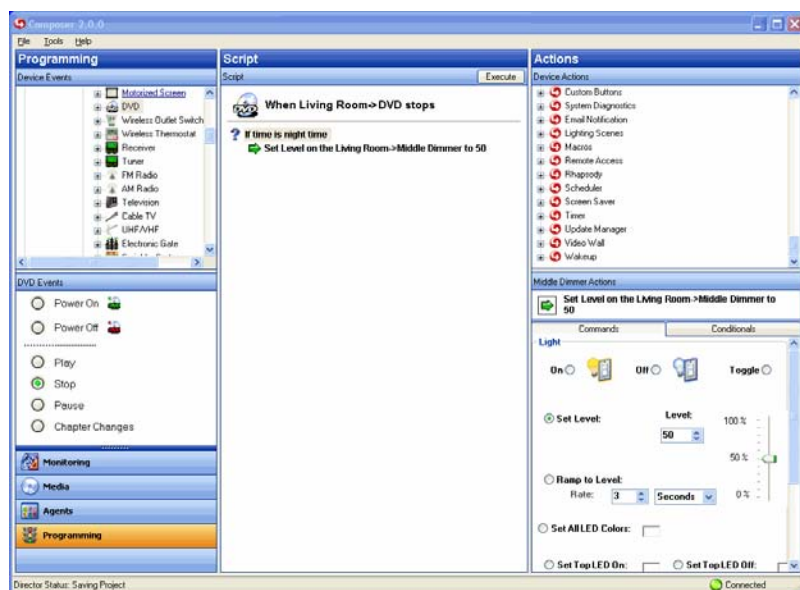 Composer 2.0.0
File Tools Help
Programming
Device Events
Motorized Screen
DVD
Wireless Outlet Switch
Wireless Thermostat
Receiver
Tuner
FM Radio
AM Radio
Television
Cable TV
UHF/VHF
Electronic Gate
DVD Events
Power On
Power Off
Play
Stop
Pause
Chapter Changes
Monitoring
Media
Agents
Programming
Script
Script Execute
When Living Room->DVD stops
? If time is night time
Set Level on the Living Room->Middle Dimmer to 50
Actions
Device Actions
Custom Buttons
System Diagnostics
Email Notification
Lighting Scenes
Macros
Remote Access
Rhapsody
Scheduler
Screen Saver
Timer
Update Manager
Video Wall
Wakeup
Middle Dimmer Actions
Set Level on the Living Room->Middle Dimmer to
50
Commands Conditionals
Light
On Off Toggle
Set Level: Level: 100 %
50
50 %
Ramp to Level:
Rate: 3 Seconds 0 %
Set All LED Colors:
Set Top LED On: Set Top LED Off:
Director Status: Saving Project Connected